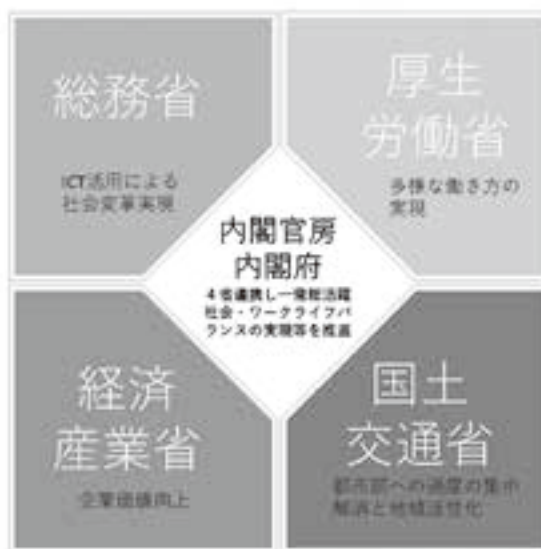 総務省
ICT活用による
社会変革実現
厚生
労働省
多様な働き方の
実現
内閣官房
内閣府
4省連携し一億総活躍
社会・ワークライフバ
ランスの実現等を推進
経済
産業省
企業価値向上
国土
交通省
都市部への過度の集中
解消と地域活性化